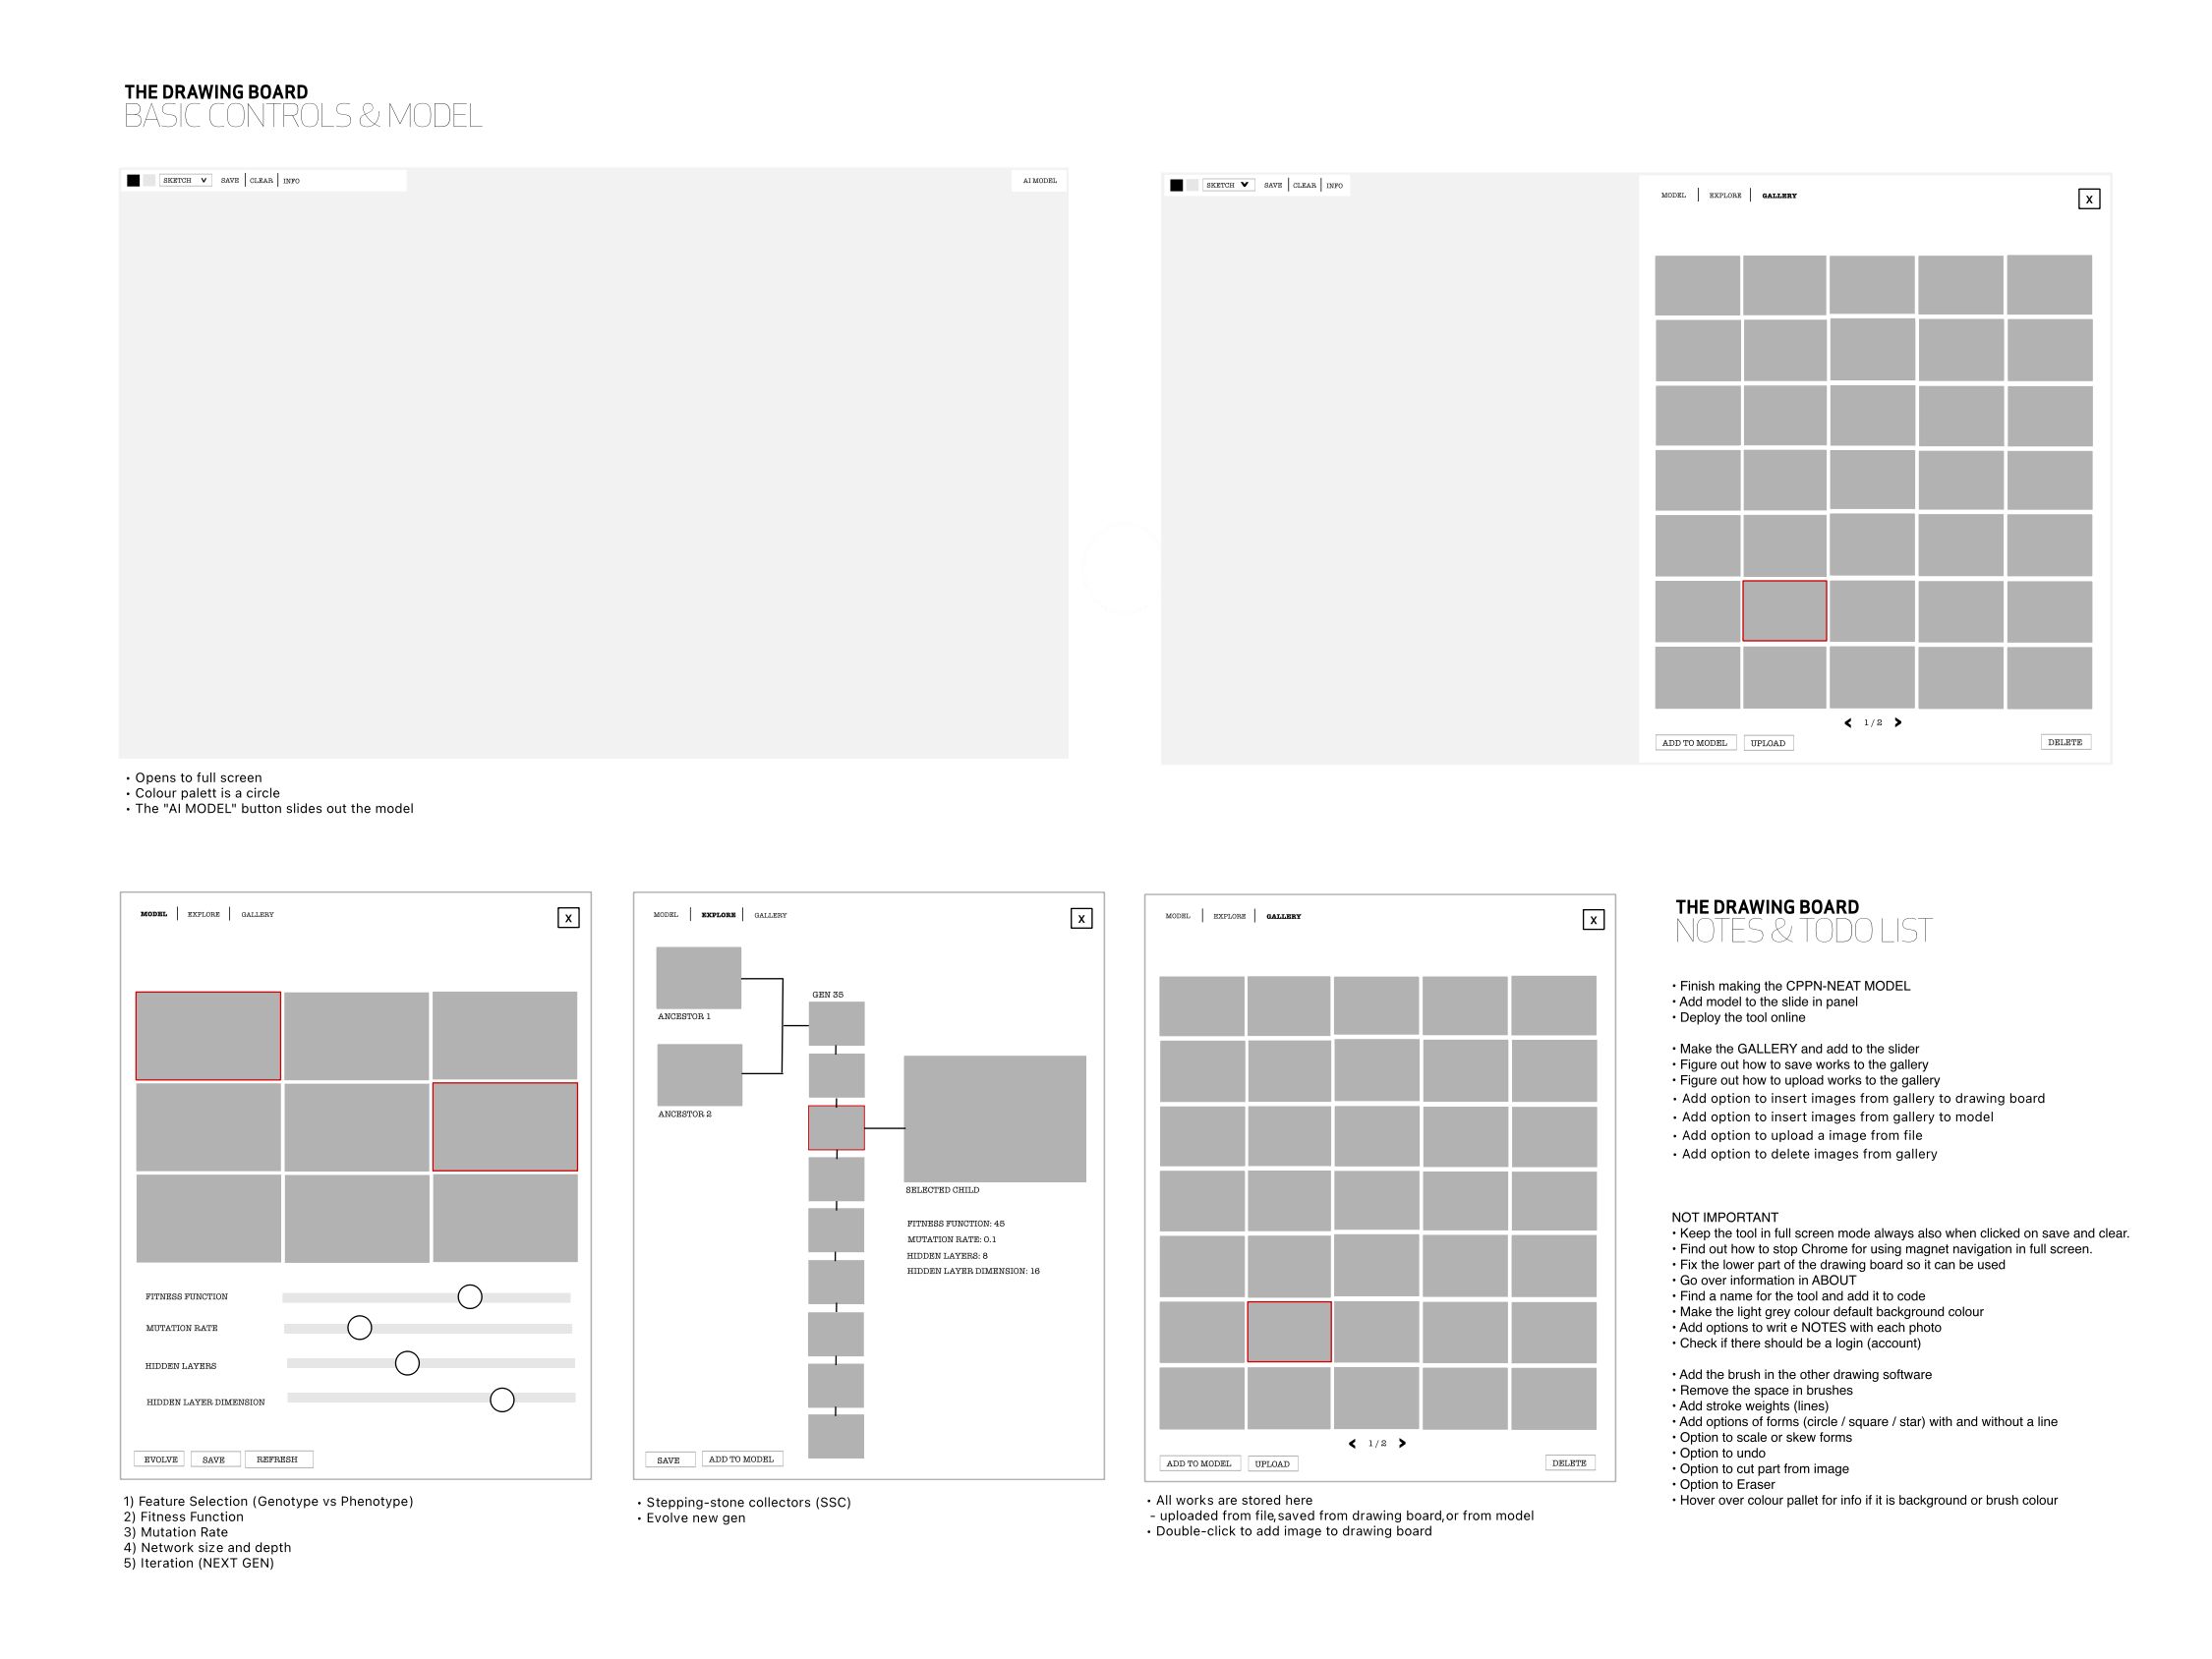 THE DRAWING BOARD
BASIC CONTROLS & MODEL
SKETCH SAVE CLEAR INFO
AI MODEL
SKETCH SAVE CLEAR INFO
MODEL EXPLORE GALLERY
X
< 1/2 >
ADD TO MODEL UPLOAD DELETE
• Opens to full screen
• Colour palett is a circle
• The "AI MODEL" button slides out the model
MODEL EXPLORE GALLERY
X
FITNESS FUNCTION
MUTATION RATE
HIDDEN LAYERS
HIDDEN LAYER DIMENSION
EVOLVE SAVE REFRESH
1) Feature Selection (Genotype vs Phenotype)
2) Fitness Function
3) Mutation Rate
4) Network size and depth
5) Iteration (NEXT GEN)
MODEL EXPLORE GALLERY
X
GEN 35
ANCESTOR 1
ANCESTOR 2
SELECTED CHILD
FITNESS FUNCTION: 45
MUTATION RATE: 0.1
HIDDEN LAYERS: 8
HIDDEN LAYER DIMENSION: 16
SAVE ADD TO MODEL
• Stepping-stone collectors (SSC)
• Evolve new gen
MODEL EXPLORE GALLERY
X
< 1/2 >
ADD TO MODEL UPLOAD DELETE
• All works are stored here
- uploaded from file,saved from drawing board,or from model
• Double-click to add image to drawing board
THE DRAWING BOARD
NOTES & TODO LIST
• Finish making the CPPN-NEAT MODEL
• Add model to the slide in panel
• Deploy the tool online
• Make the GALLERY and add to the slider
• Figure out how to save works to the gallery
• Figure out how to upload works to the gallery
• Add option to insert images from gallery to drawing board
• Add option to insert images from gallery to model
• Add option to upload a image from file
• Add option to delete images from gallery
NOT IMPORTANT
• Keep the tool in full screen mode always also when clicked on save and clear.
• Find out how to stop Chrome for using magnet navigation in full screen.
• Fix the lower part of the drawing board so it can be used
• Go over information in ABOUT
• Find a name for the tool and add it to code
• Make the light grey colour default background colour
• Add options to writ e NOTES with each photo
• Check if there should be a login (account)
• Add the brush in the other drawing software
• Remove the space in brushes
• Add stroke weights (lines)
• Add options of forms (circle / square / star) with and without a line
• Option to scale or skew forms
• Option to undo
• Option to cut part from image
• Option to Eraser
• Hover over colour pallet for info if it is background or brush colour